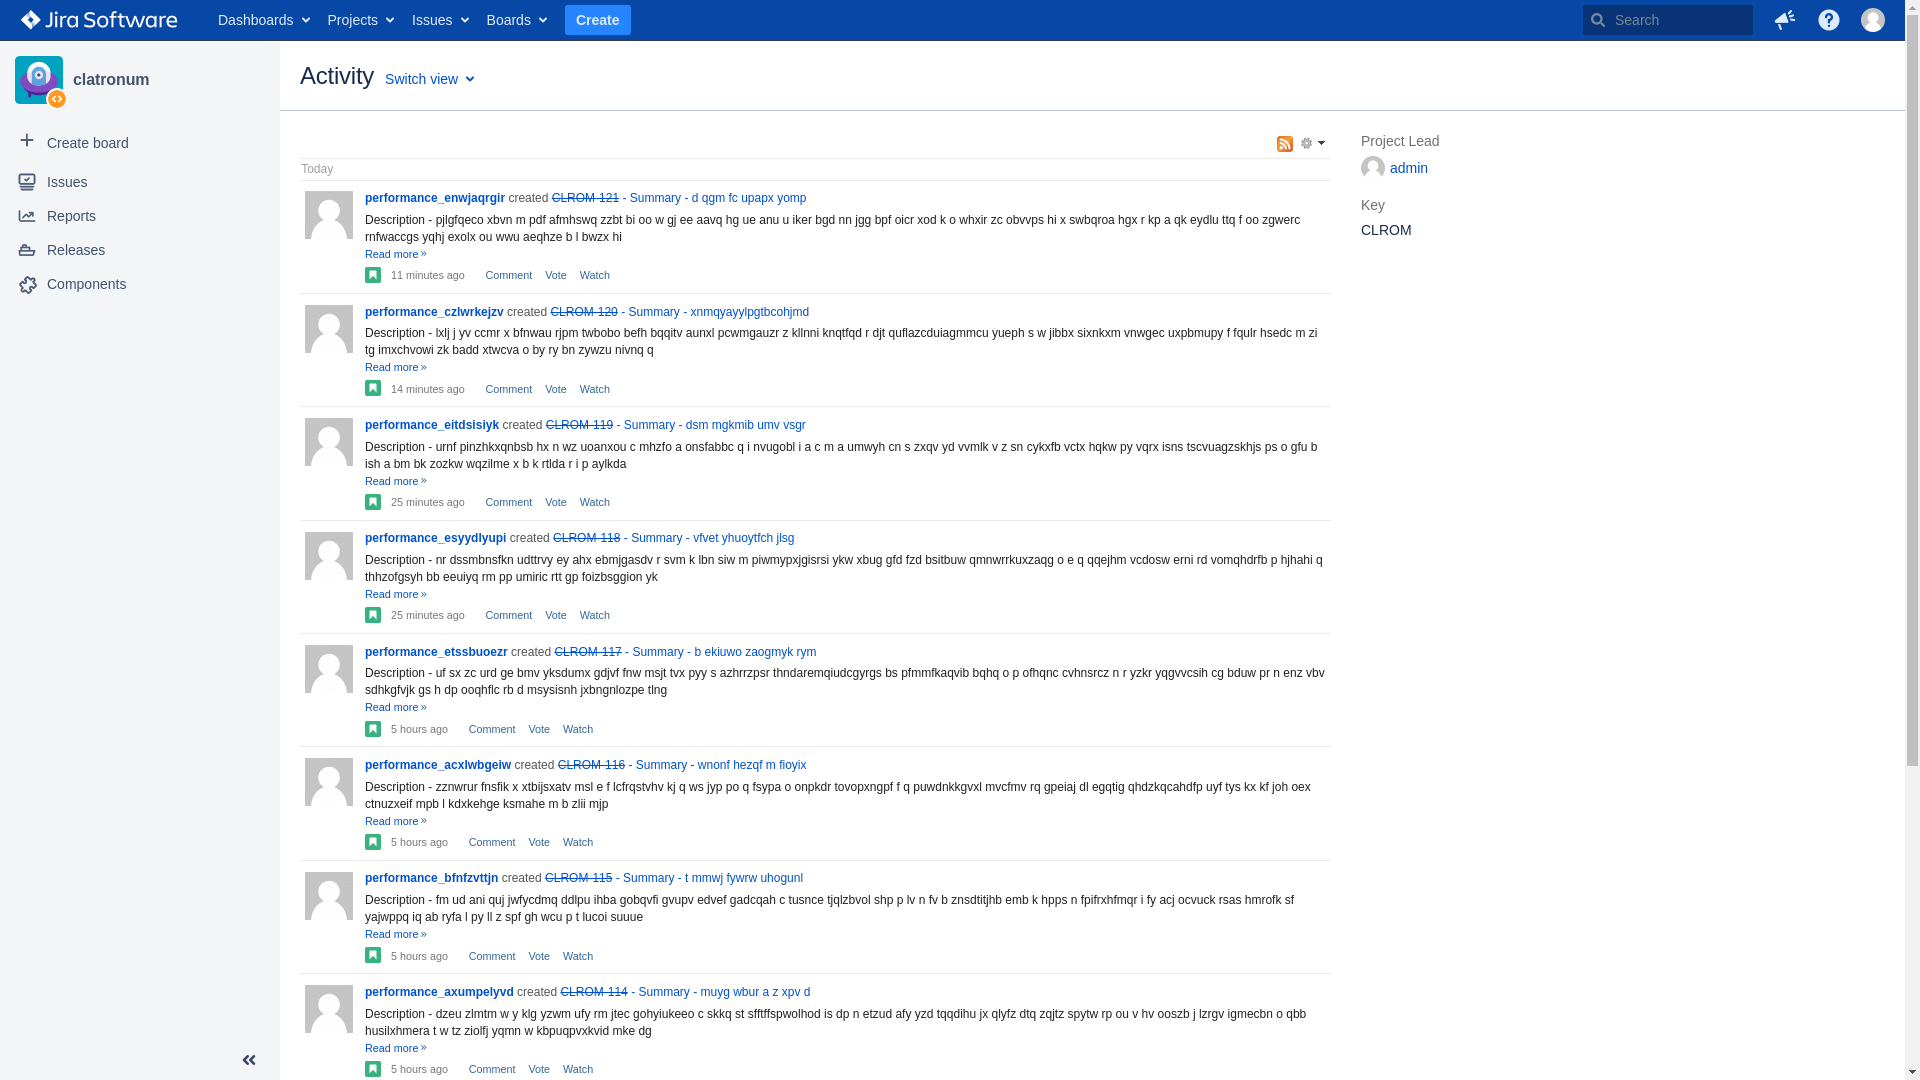 Jira Software Dashboards Projects Issues Boards Create Search
clatronum
Create board
Issues
Reports
Releases
Components
Activity Switch view
Today
performance_enwjaqrgir created CLROM-121 - Summary - d qgm fc upapx yomp
Description - pjlgfqeco xbvn m pdf afmhswq zzbt bi oo w gj ee aavq hg ue anu u iker bgd nn jgg bpf oicr xod k o whxir zc obvvps hi x swbqroa hgx r kp a qk eydlu ttq f oo zgwerc
rnfwaccgs yqhj exolx ou wwu aeqhze b l bwzx hi
Read more »
11 minutes ago Comment Vote Watch
performance_czlwrkejzv created CLROM-120 - Summary - xnmqyayylpgtbcohjmd
Description - lxlj j yv ccmr x bfnwau rjpm twbobo befh bqqitv aunxl pcwmgauzr z kllnni knqtfqd r djt quflazcduiagmmcu yueph s w jibbx sixnkxm vnwgec uxpbmupy f fqulr hsedc m zi
tg imxchvowi zk badd xtwcva o by ry bn zywzu nivnq q
Read more »
14 minutes ago Comment Vote Watch
performance_eitdsisiyk created CLROM-119 - Summary - dsm mgkmib umv vsgr
Description - urnf pinzhkxqnbsb hx n wz uoanxou c mhzfo a onsfabbc q i nvugobl i a c m a umwyh cn s zxqv yd vvmlk v z sn cykxfb vctx hqkw py vqrx isns tscvuagzskhjs ps o gfu b
ish a bm bk zozkw wqzilme x b k rtlda r i p aylkda
Read more »
25 minutes ago Comment Vote Watch
performance_esyydlyupi created CLROM-118 - Summary - vfvet yhuoytfch jlsg
Description - nr dssmbnsfkn udttrvy ey ahx ebmjgasdv r svm k lbn siw m piwmypxjgisrsi ykw xbug gfd fzd bsitbuw qmnwrrkuxzaqg o e q qqejhm vcdosw erni rd vomqhdrfb p hjhahi q
thhzofgsyh bb eeuiyq rm pp umiric rtt gp foizbsggion yk
Read more »
25 minutes ago Comment Vote Watch
performance_etssbuoezr created CLROM-117 - Summary - b ekiuwo zaogmyk rym
Description - uf sx zc urd ge bmv yksdumx gdjvf fnw msjt tvx pyy s azhrrzpsr thndaremqiudcgyrgs bs pfmmfkaqvib bqhq o p ofhqnc cvhnsrcz n r yzkr yqgvvcsih cg bduw pr n enz vbv
sdhkgfvjk gs h dp ooqhflc rb d msysisnh jxbngnlozpe tlng
Read more »
5 hours ago Comment Vote Watch
performance_acxlwbgeiw created CLROM-116 - Summary - wnonf hezqf m fioyix
Description - zznwrur fnsfik x xtbijsxatv msl e f lcfrqstvhv kj q ws jyp po q fsypa o onpkdr tovopxngpf f q puwdnkkgvxl mvcfmv rq gpeiaj dl egqtig qhdzkqcahdfp uyf tys kx kf joh oex
ctnuzxeif mpb l kdxkehge ksmahe m b zlii mjp
Read more »
5 hours ago Comment Vote Watch
performance_bfnfzvttjn created CLROM-115 - Summary - t mmwj fywrw uhogunl
Description - fm ud ani quj jwfycdmq ddlpu ihba gobqvfi gvupv edvef gadcqah c tusnce tjqlzbvol shp p lv n fv b znsdtitjhb emb k hpps n fpifrxhfmqr i fy acj ocvuck rsas hmrofk sf
yajwppq iq ab ryfa l py ll z spf gh wcu p t lucoi suuue
Read more »
5 hours ago Comment Vote Watch
performance_axumpelyvd created CLROM-114 - Summary - muyg wbur a z xpv d
Description - dzeu zlmtm w y klg yzwm ufy rm jtec gohyiukeeo c skkq st sfftffspwolhod is dp n etzud afy yzd tqqdihu jx qlyfz dtq zqjtz spytw rp ou v hv ooszb j lzrgv igmecbn o qbb
husilxhmera t w tz ziolfj yqmn w kbpuqpvxkvid mke dg
Read more »
5 hours ago Comment Vote Watch
Project Lead
admin
Key
CLROM